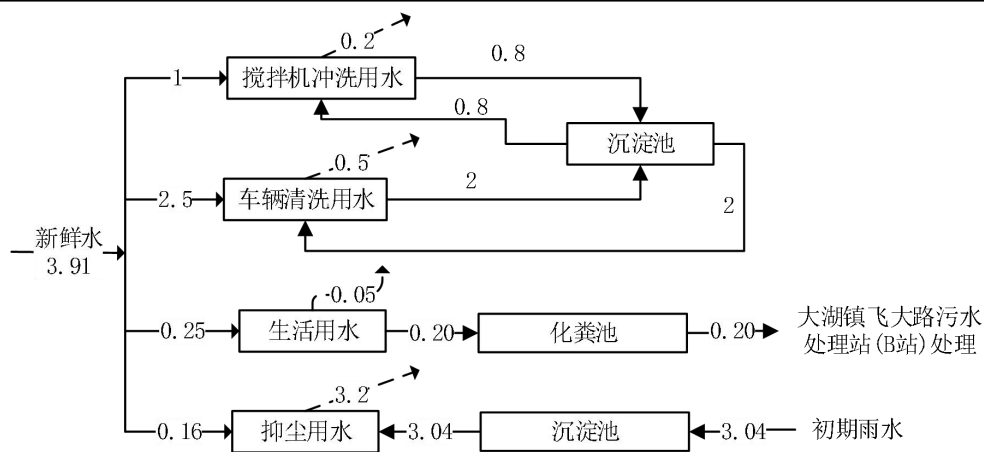 0.2
1
搅拌机冲洗用水
0.8
0.8
沉淀池
0.5
2.5
车辆清洗用水
2
2
新鲜水
3.91
0.05
0.25
生活用水
0.20
化粪池
0.20
大湖镇飞大路污水
处理站(B站)处理
3.2
0.16
抑尘用水
3.04
沉淀池
3.04
初期雨水